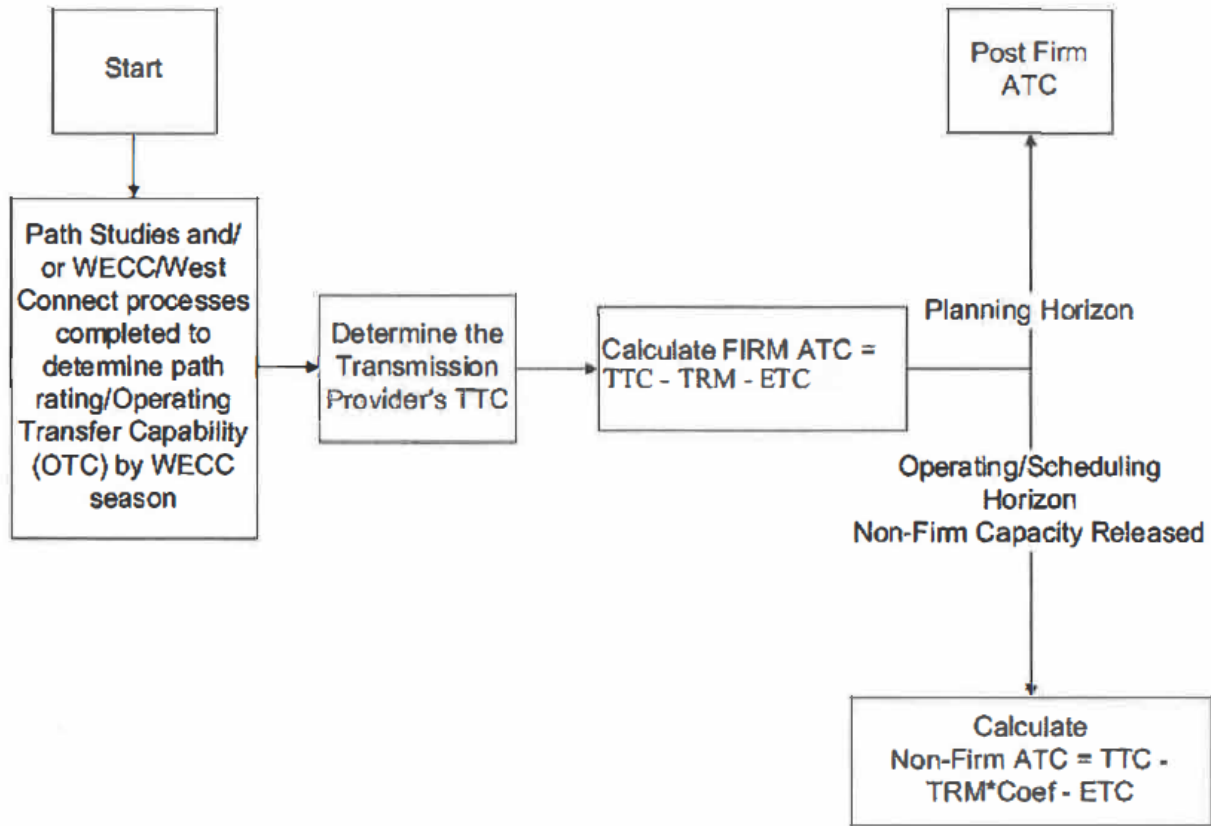 Start
Post Firm
ATC
Path Studies and/
or WECC/West
Connect processes
completed to
determine path
rating/Operating
Transfer Capability
(OTC) by WECC
season
Determine the
Transmission
Provider's TTC
Calculate FIRM ATC =
TTC - TRM - ETC
Planning Horizon
Operating/Scheduling
Horizon
Non-Firm Capacity Released
Calculate
Non-Firm ATC = TTC -
TRM*Coef - ETC